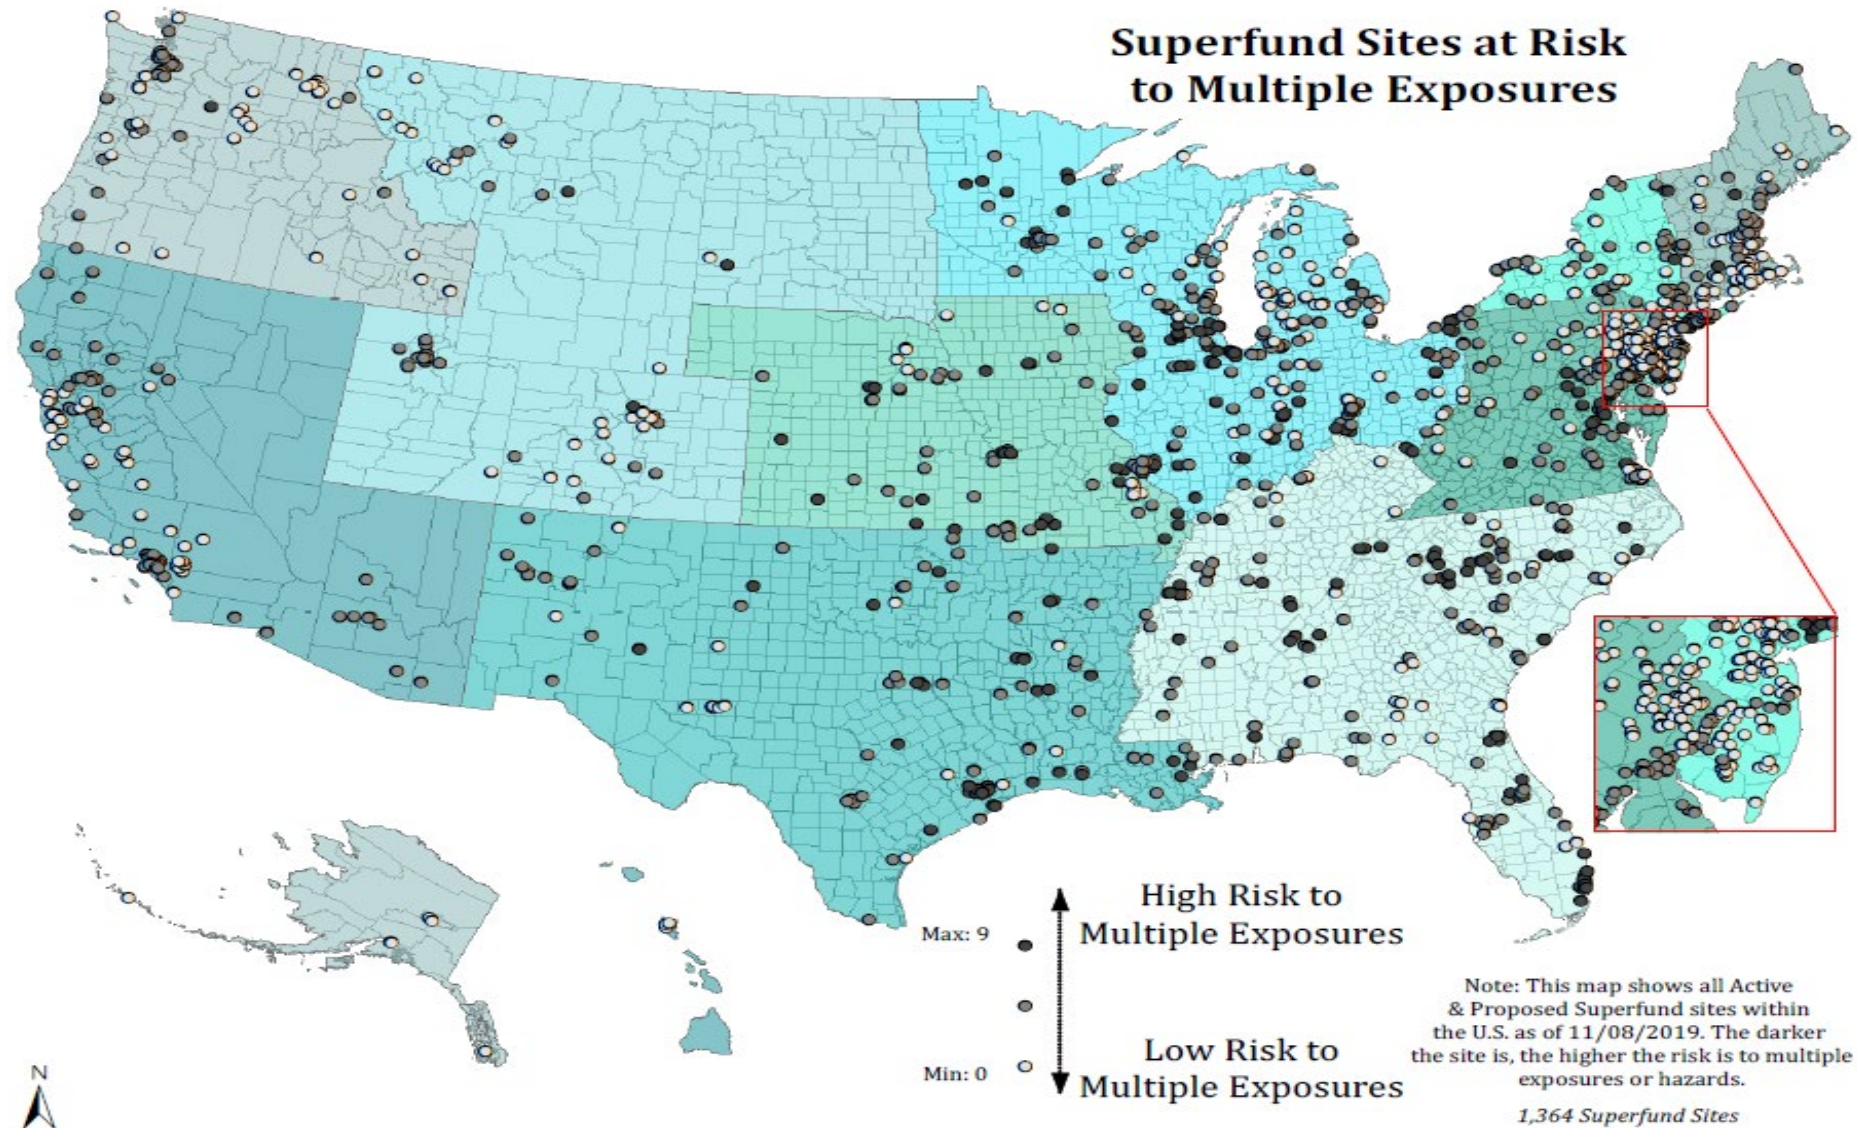 Superfund Sites at Risk
to Multiple Exposures
High Risk to
Multiple Exposures
Max: 9
Low Risk to
Multiple Exposures
Min: 0
Note: This map shows all Active
& Proposed Superfund sites within
the U.S. as of 11/08/2019. The darker
the site is, the higher the risk is to multiple
exposures or hazards.
1,364 Superfund Sites
N